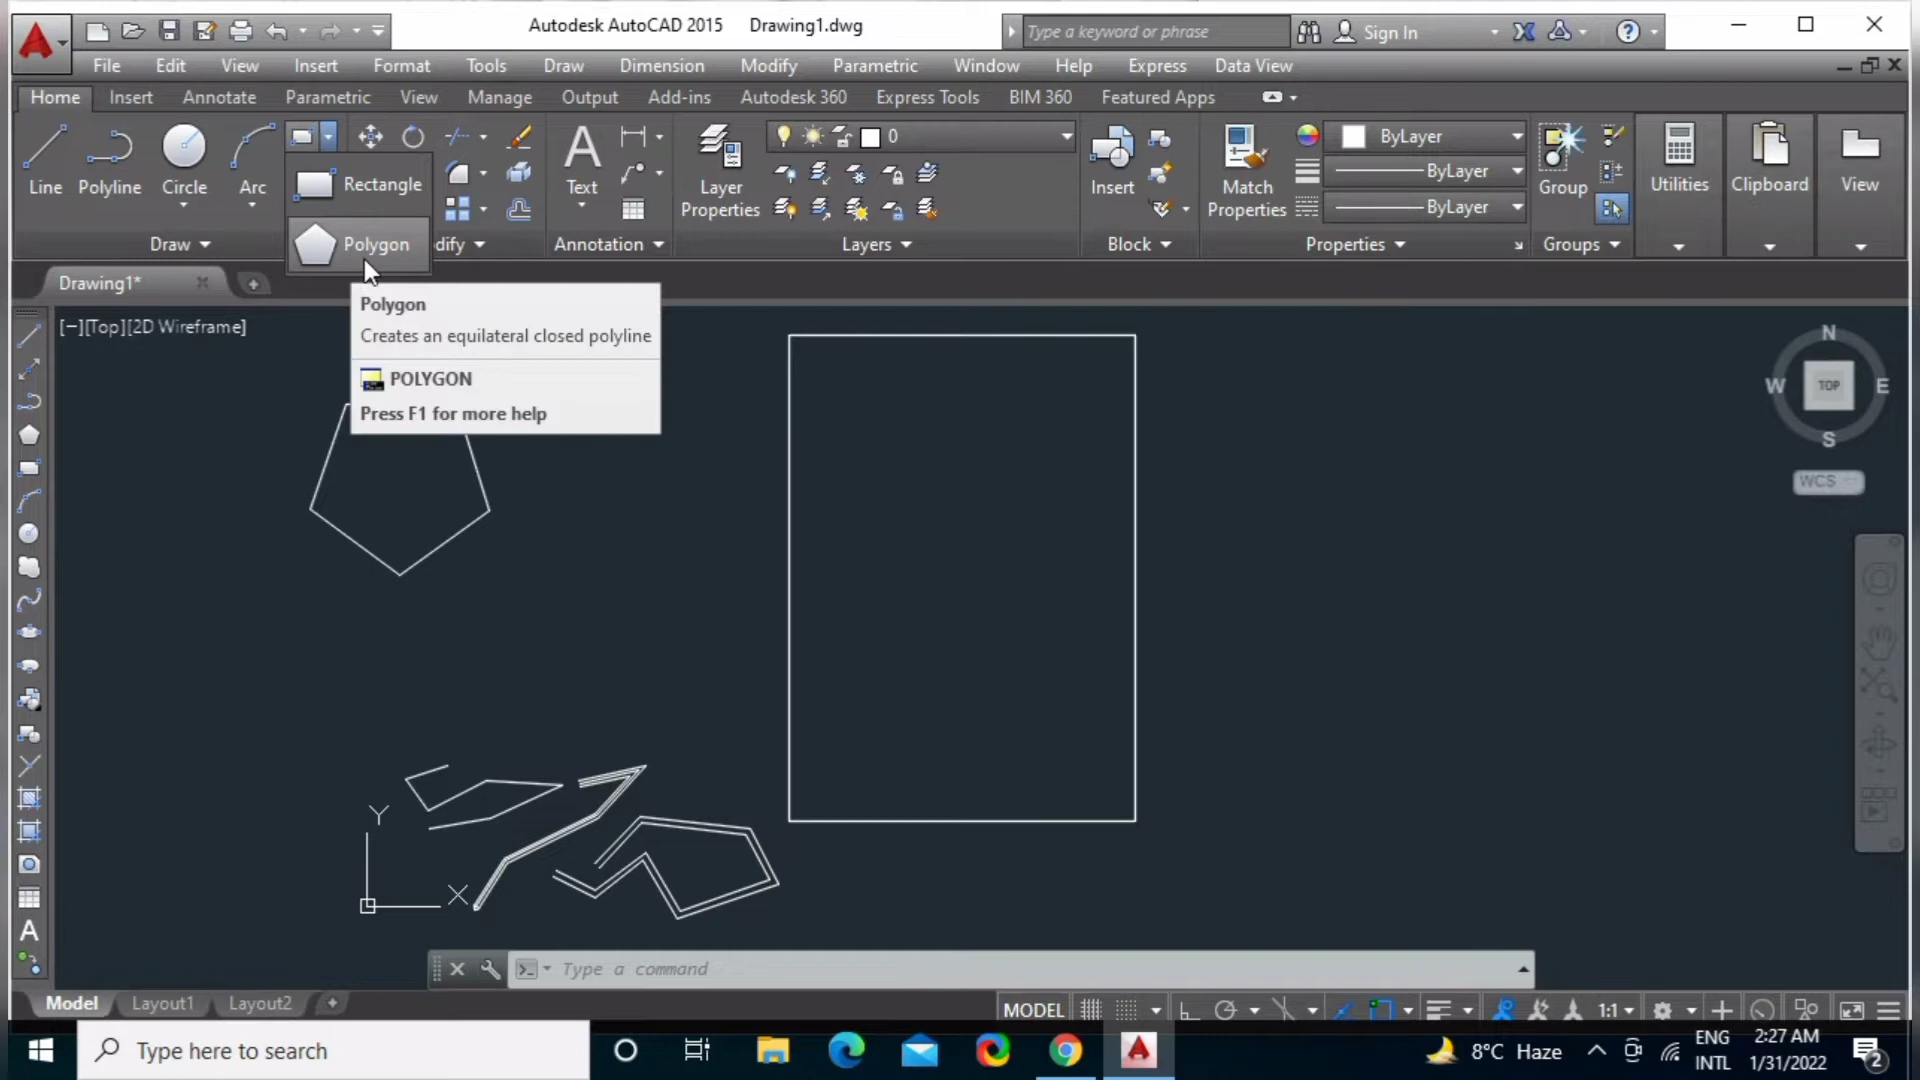 Autodesk AutoCAD 2015 Drawing1.dwg
Type a keyword or phrase
Sign In
File Edit View Insert Format Tools Draw Dimension Modify Parametric Window Help Express Data View
Home Insert Annotate Parametric View Manage Output Add-ins Autodesk 360 Express Tools BIM 360 Featured Apps
0
ByLayer
ByLayer
ByLayer
Line Polyline Circle Arc
Rectangle
Text
Layer
Properties
Insert
Match
Properties
Group
Utilities
Clipboard
View
Draw
Polygon
dify
Annotation
Layers
Block
Properties
Groups
Drawing1*
[−][Top][2D Wireframe]
Polygon
Creates an equilateral closed polyline
POLYGON
Press F1 for more help
N
W TOP E
S
WCS
Y
X
A
Type a command
Model Layout1 Layout2
MODEL
1:1
Type here to search
8°C Haze
ENG
INTL
2:27 AM
1/31/2022
2